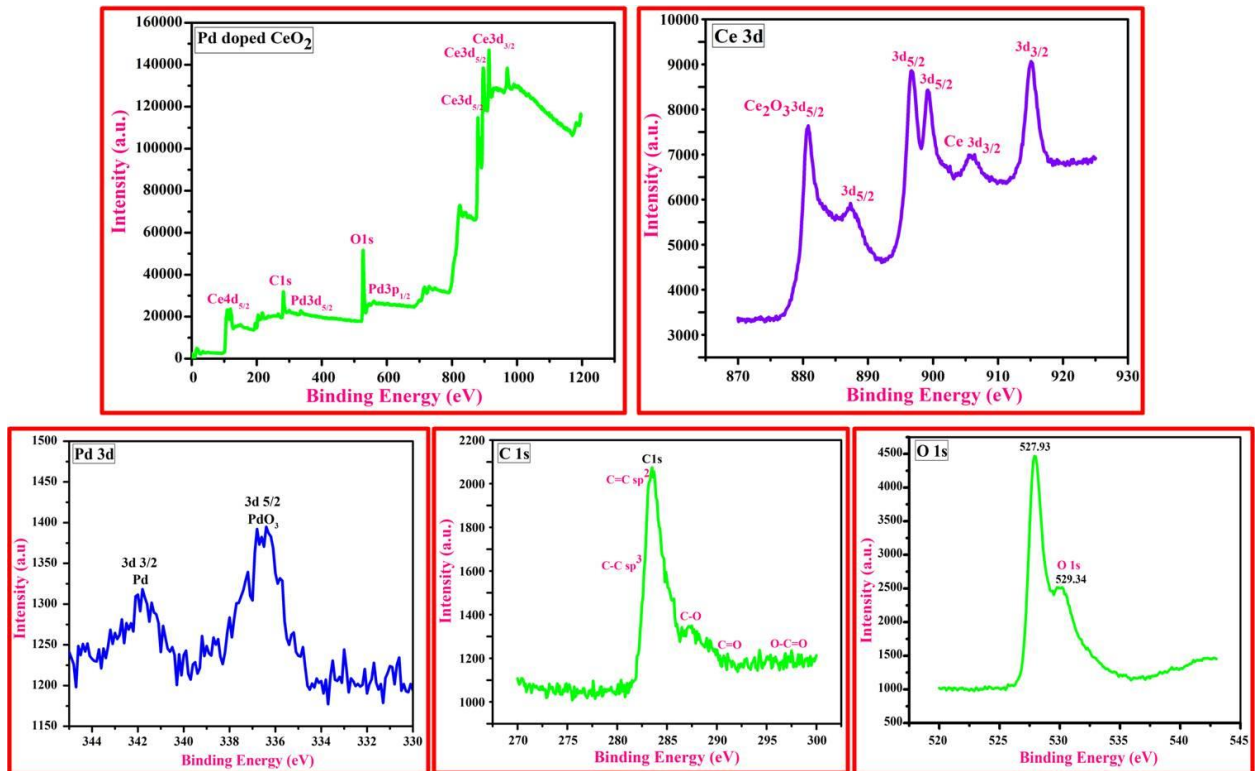 Pd doped CeO2
Intensity (a.u.)
160000
140000
120000
100000
80000
60000
40000
20000
0
Ce3d3/2
Ce3d5/2
Ce3d5/2
O1s
C1s
Pd3p1/2
Ce4d5/2
Pd3d5/2
0 200 400 600 800 1000 1200
Binding Energy (eV)
Ce 3d
Intensity (a.u.)
10000
9000
8000
7000
6000
5000
4000
3000
3d3/2
3d5/2
3d5/2
Ce2O3 3d5/2
Ce 3d3/2
3d5/2
870 880 890 900 910 920 930
Binding Energy (eV)
Pd 3d
Intensity (a.u)
1500
1450
1400
1350
1300
1250
1200
1150
3d 5/2
PdO3
3d 3/2
Pd
344 342 340 338 336 334 332 330
Binding Energy (eV)
C 1s
Intensity (a.u.)
2200
2000
1800
1600
1400
1200
1000
C1s
C=C sp2
C-C sp3
C-O
C=O
O-C=O
270 275 280 285 290 295 300
Binding Energy (eV)
O 1s
Intensity (a.u.)
4500
4000
3500
3000
2500
2000
1500
1000
500
527.93
O 1s
529.34
520 525 530 535 540 545
Binding Energy (eV)